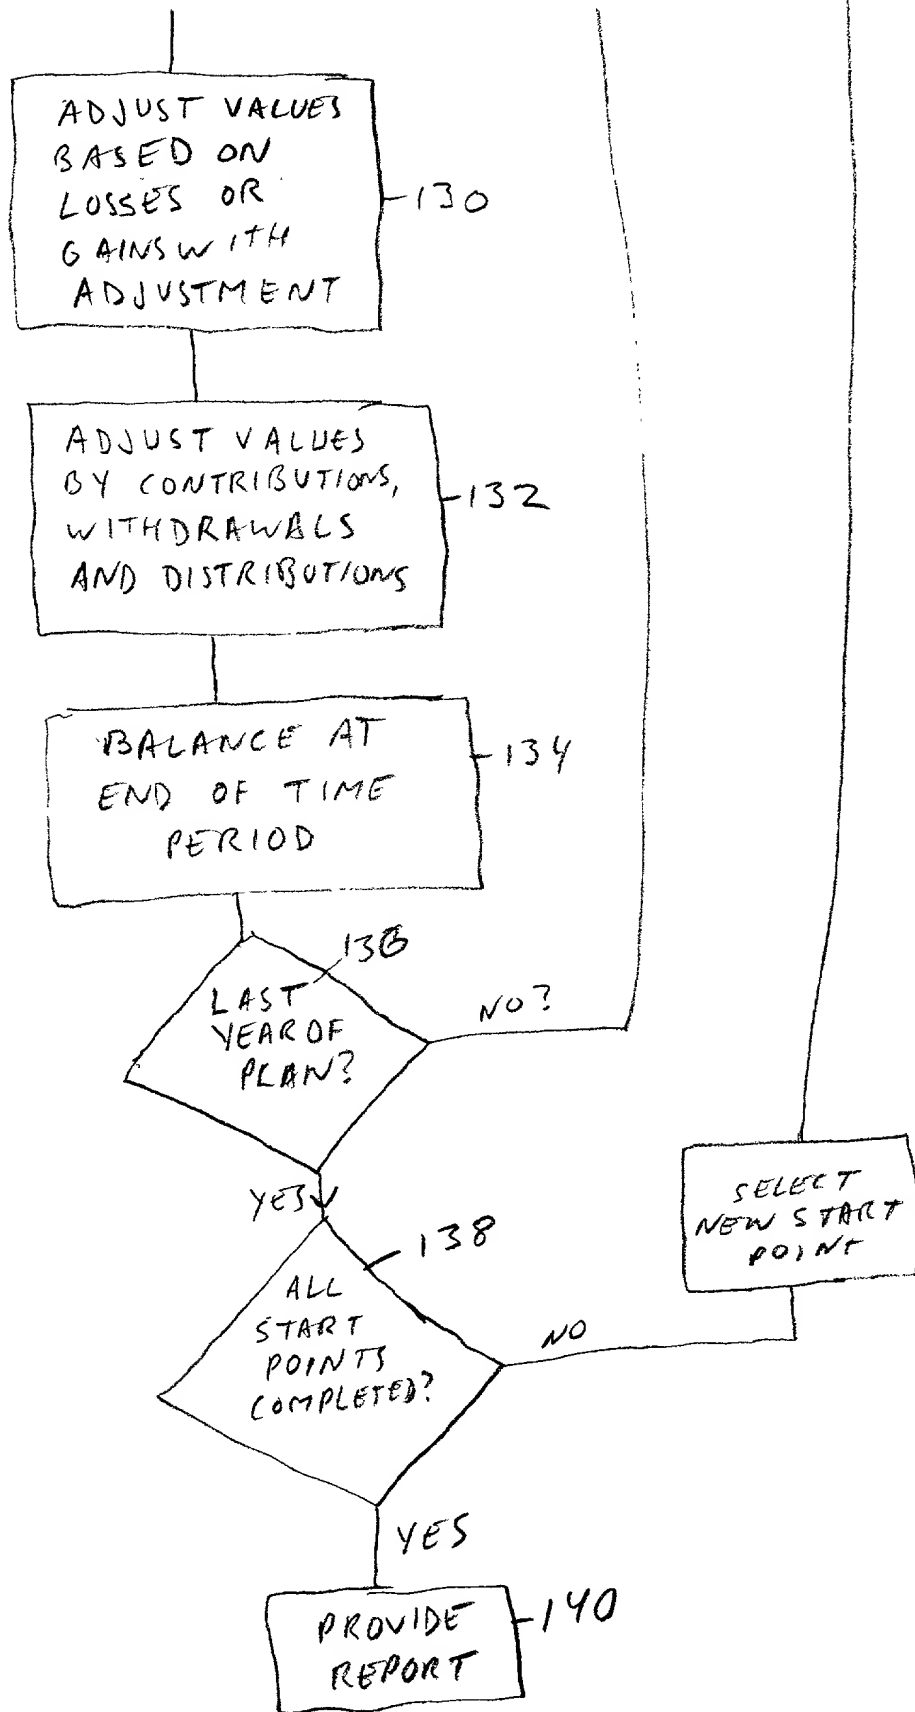 ADJUST VALUES
BASED ON
LOSSES OR
GAINS WITH
ADJUSTMENT
130
ADJUST VALUES
BY CONTRIBUTIONS,
WITHDRAWALS
AND DISTRIBUTIONS
132
BALANCE AT
END OF TIME
PERIOD
134
136
LAST
YEAR OF
PLAN?
NO?
YES
SELECT
NEW START
POINT
138
ALL
START
POINTS
COMPLETED?
NO
YES
PROVIDE
REPORT
140